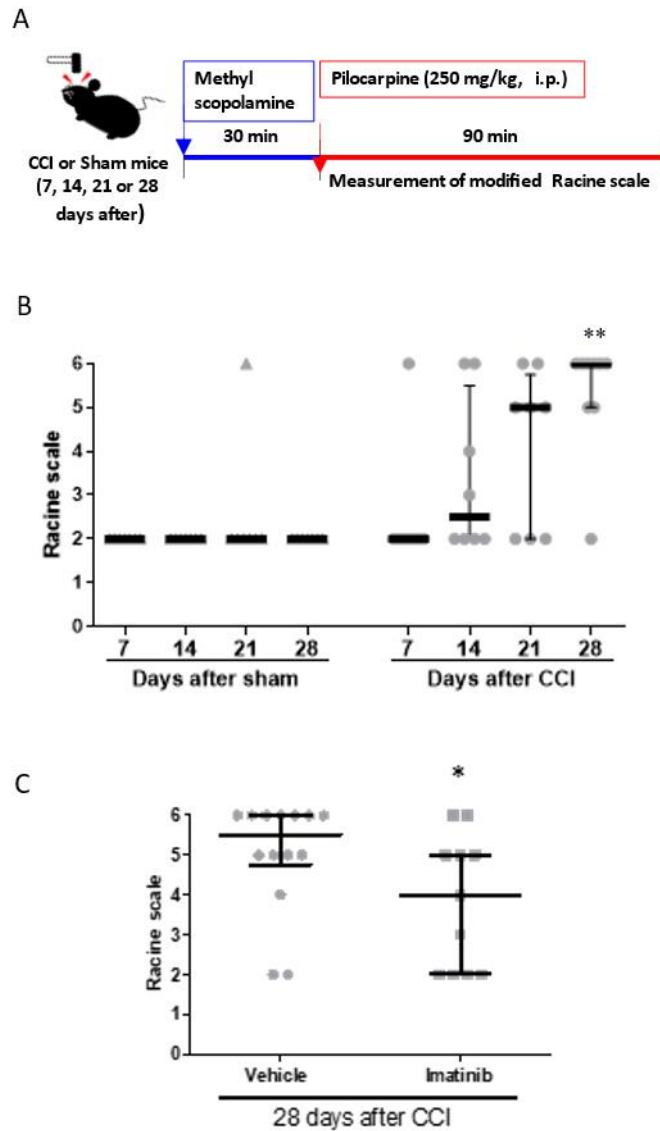 A
Methyl
scopolamine
Pilocarpine (250 mg/kg, i.p.)
30 min
90 min
CCI or Sham mice
(7, 14, 21 or 28
days after)
Measurement of modified Racine scale
B
**
6
5
4
3
2
1
0
Racine scale
7 14 21 28
7 14 21 28
Days after sham
Days after CCI
C
*
6
5
4
3
2
1
0
Racine scale
Vehicle
Imatinib
28 days after CCI